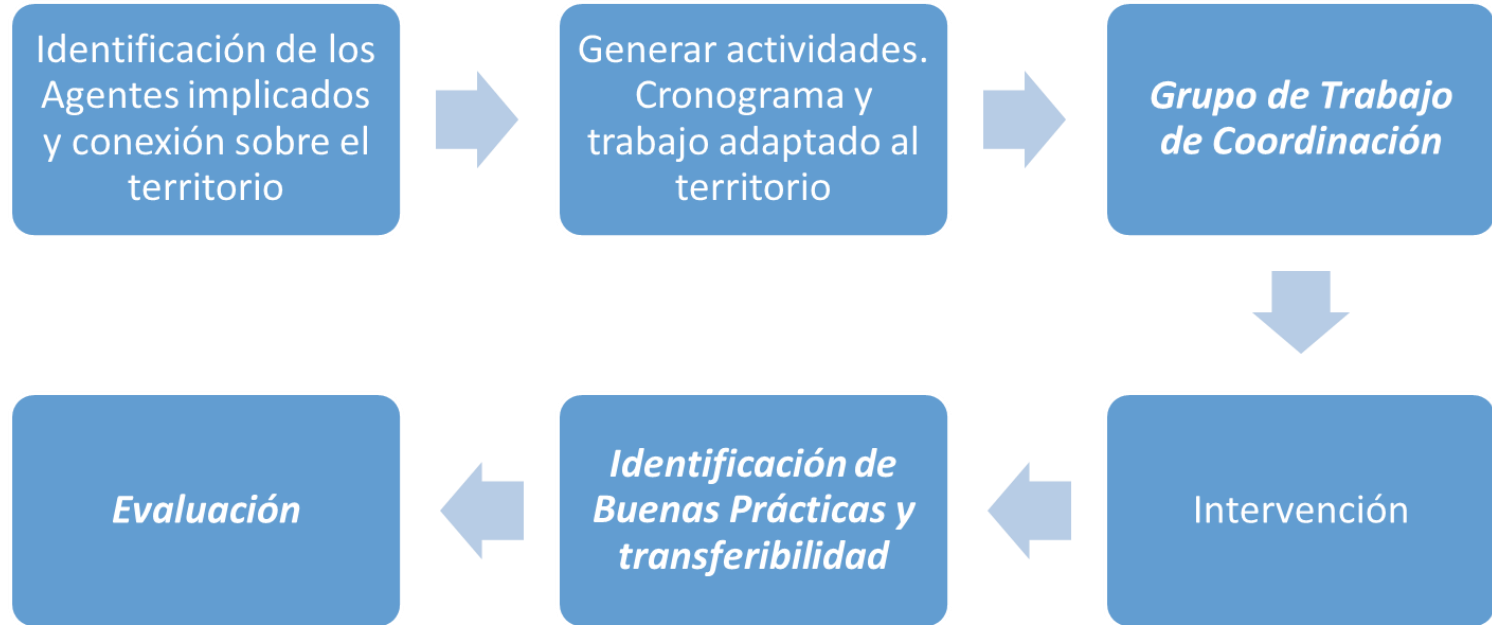 Identificación de los
Agentes implicados
y conexión sobre el
territorio
Generar actividades.
Cronograma y
trabajo adaptado al
territorio
Grupo de Trabajo
de Coordinación
Intervención
Identificación de
Buenas Prácticas y
transferibilidad
Evaluación